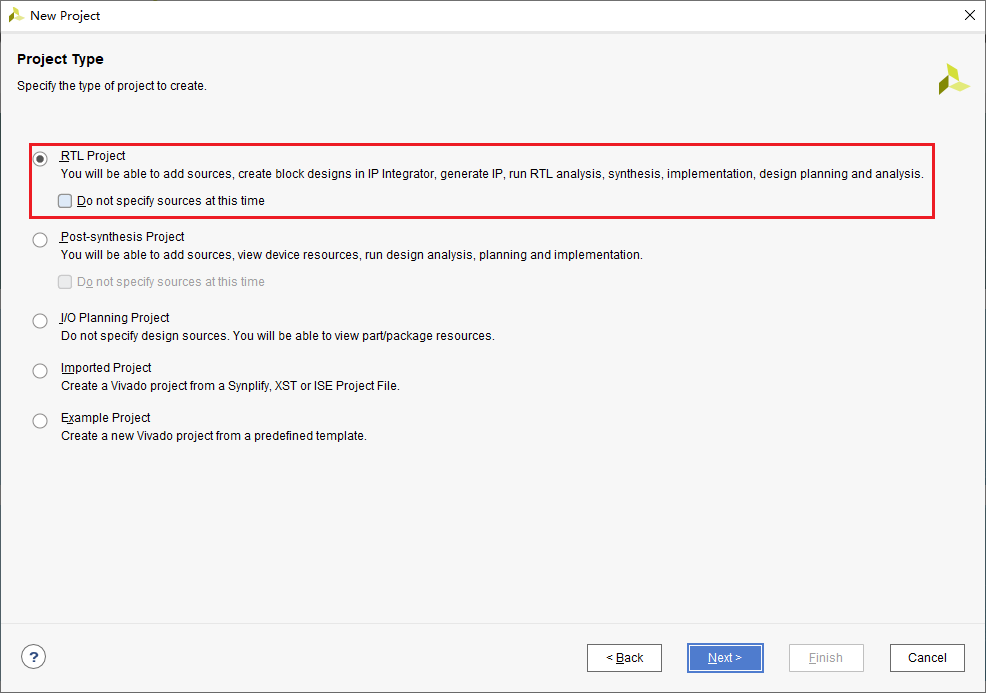 New Project
Project Type
Specify the type of project to create.
RTL Project
You will be able to add sources, create block designs in IP Integrator, generate IP, run RTL analysis, synthesis, implementation, design planning and analysis.
Do not specify sources at this time
Post-synthesis Project
You will be able to add sources, view device resources, run design analysis, planning and implementation.
Do not specify sources at this time
I/O Planning Project
Do not specify design sources. You will be able to view part/package resources.
Imported Project
Create a Vivado project from a Synplify, XST or ISE Project File.
Example Project
Create a new Vivado project from a predefined template.
? < Back Next > Finish Cancel